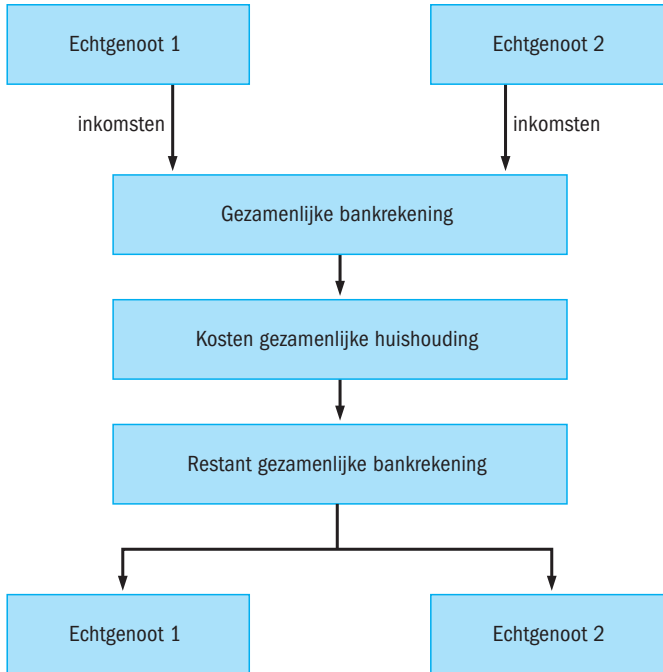 Echtgenoot 1
Echtgenoot 2
inkomsten
inkomsten
Gezamenlijke bankrekening
Kosten gezamenlijke huishouding
Restant gezamenlijke bankrekening
Echtgenoot 1
Echtgenoot 2